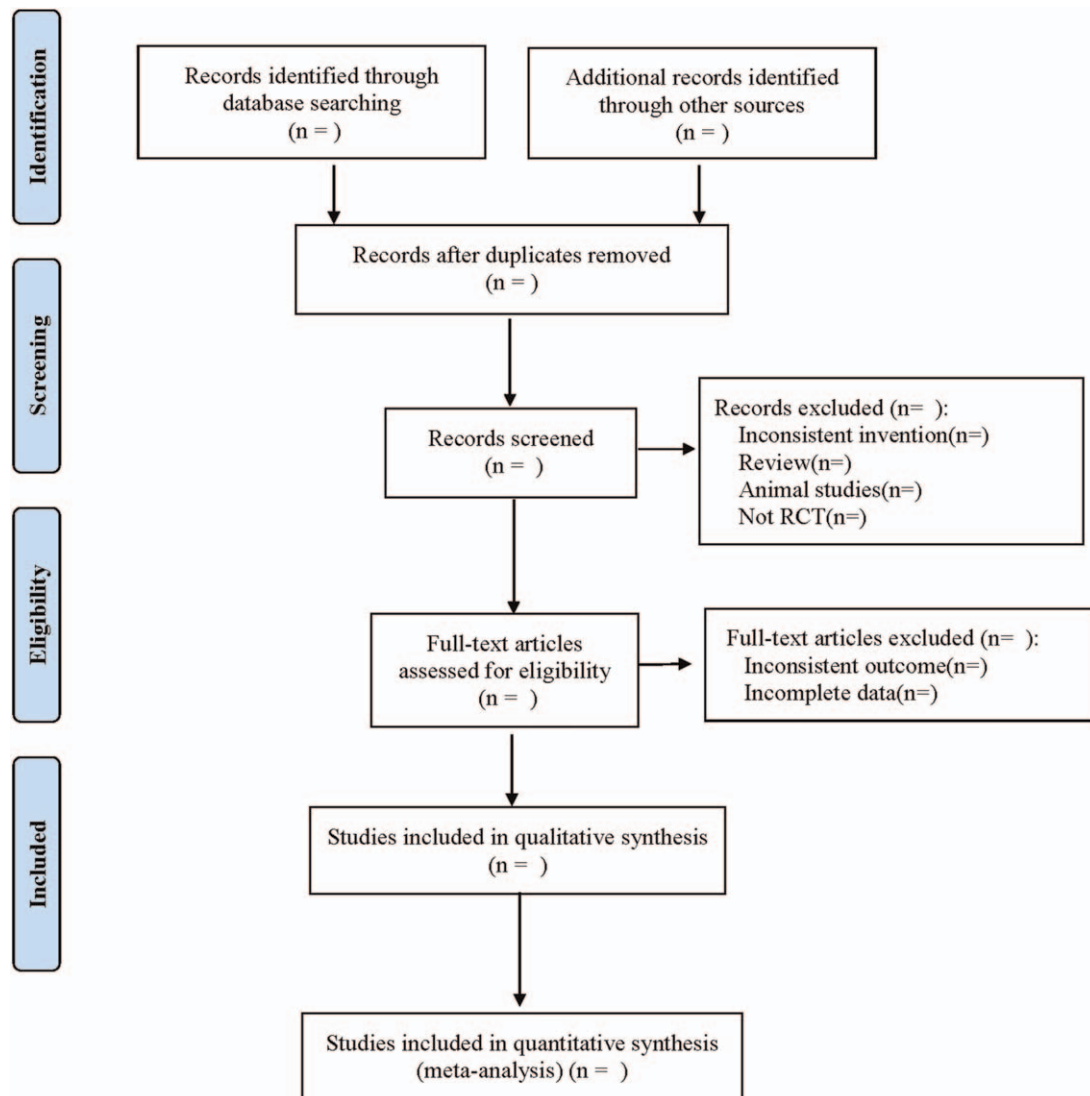 Identification
Records identified through
database searching
(n = )
Additional records identified
through other sources
(n = )
Records after duplicates removed
(n = )
Screening
Records screened
(n =  )
Records excluded (n=  ):
Inconsistent invention(n=)
Review(n=)
Animal studies(n=)
Not RCT(n=)
Eligibility
Full-text articles
assessed for eligibility
(n =  )
Full-text articles excluded (n=  ):
Inconsistent outcome(n=)
Incomplete data(n=)
Included
Studies included in qualitative synthesis
(n =  )
Studies included in quantitative synthesis
(meta-analysis) (n =  )